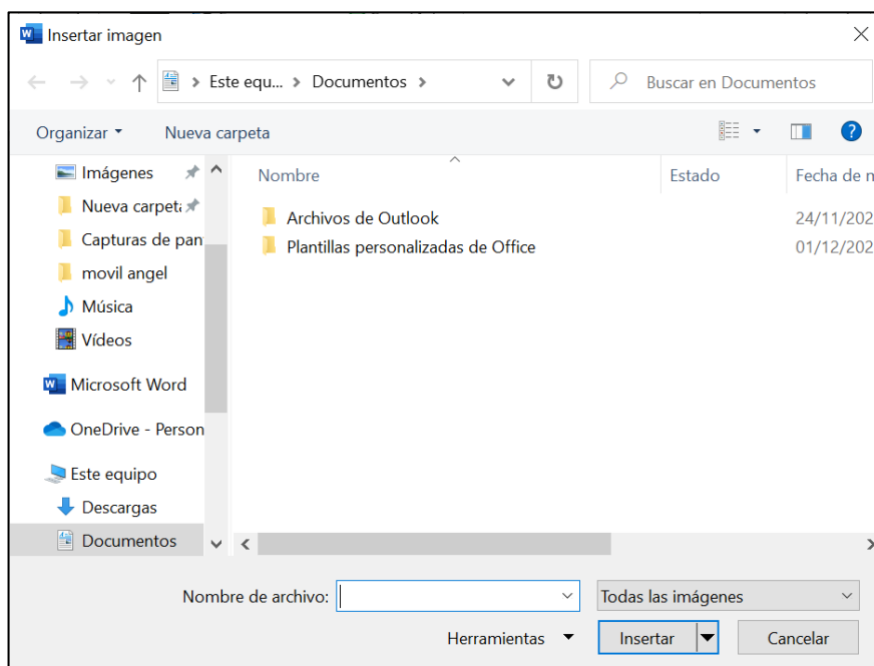 Insertar imagen
Este equ... > Documentos >
Buscar en Documentos
Organizar
Nueva carpeta
Nombre
Estado
Fecha de n
Imágenes
Nueva carpeta
Capturas de pan
movil angel
Música
Vídeos
Microsoft Word
OneDrive - Person
Este equipo
Descargas
Documentos
Archivos de Outlook
24/11/202
Plantillas personalizadas de Office
01/12/202
Nombre de archivo:
Todas las imágenes
Herramientas
Insertar
Cancelar